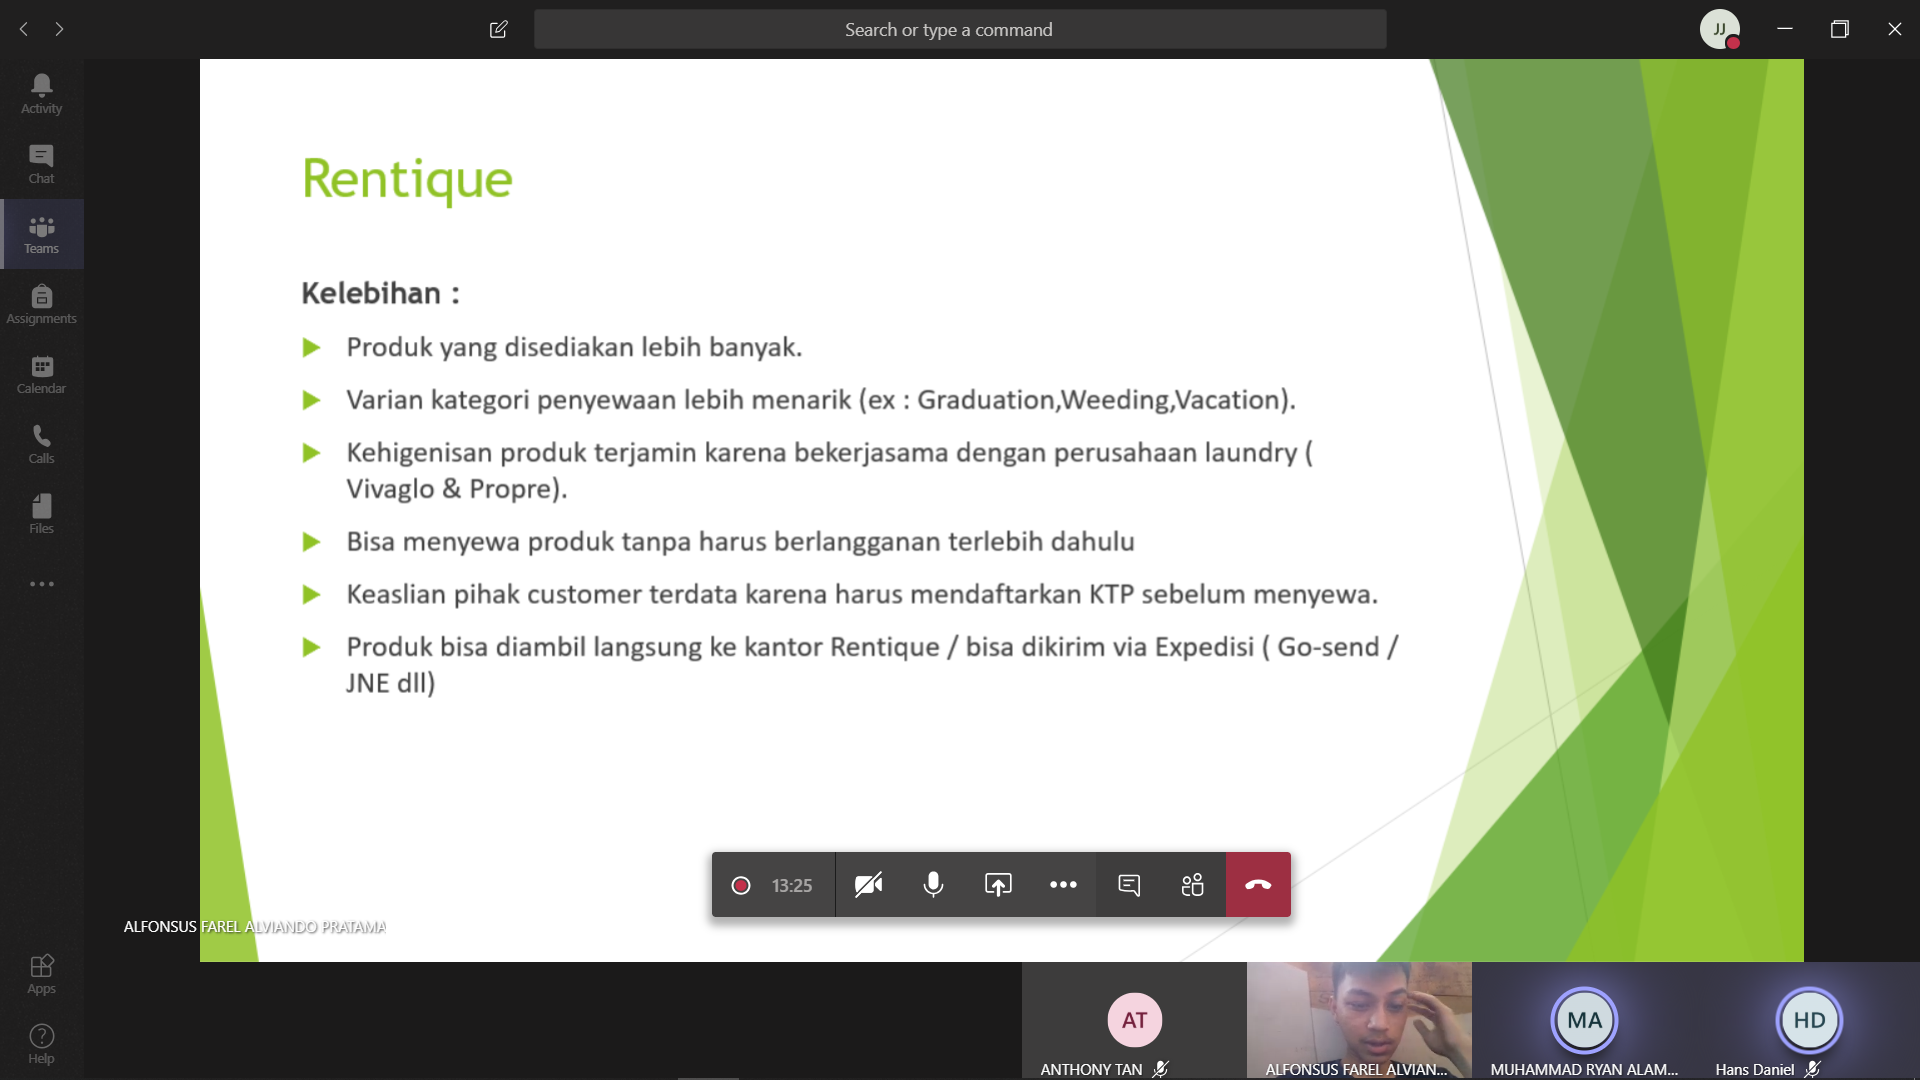 Search or type a command
JJ
Activity
Chat
Teams
Assignments
Calendar
Calls
Files
Apps
Help
Rentique
Kelebihan :
Produk yang disediakan lebih banyak.
Varian kategori penyewaan lebih menarik (ex : Graduation,Weeding,Vacation).
Kehigenisan produk terjamin karena bekerjasama dengan perusahaan laundry (
Vivaglo & Propre).
Bisa menyewa produk tanpa harus berlangganan terlebih dahulu
Keaslian pihak customer terdata karena harus mendaftarkan KTP sebelum menyewa.
Produk bisa diambil langsung ke kantor Rentique / bisa dikirim via Expedisi ( Go-send /
JNE dll)
13:25
ALFONSUS FAREL ALVIANDO PRATAMA
AT
ANTHONY TAN
ALFONSUS FAREL ALVIAN...
MA
MUHAMMAD RYAN ALAM...
HD
Hans Daniel